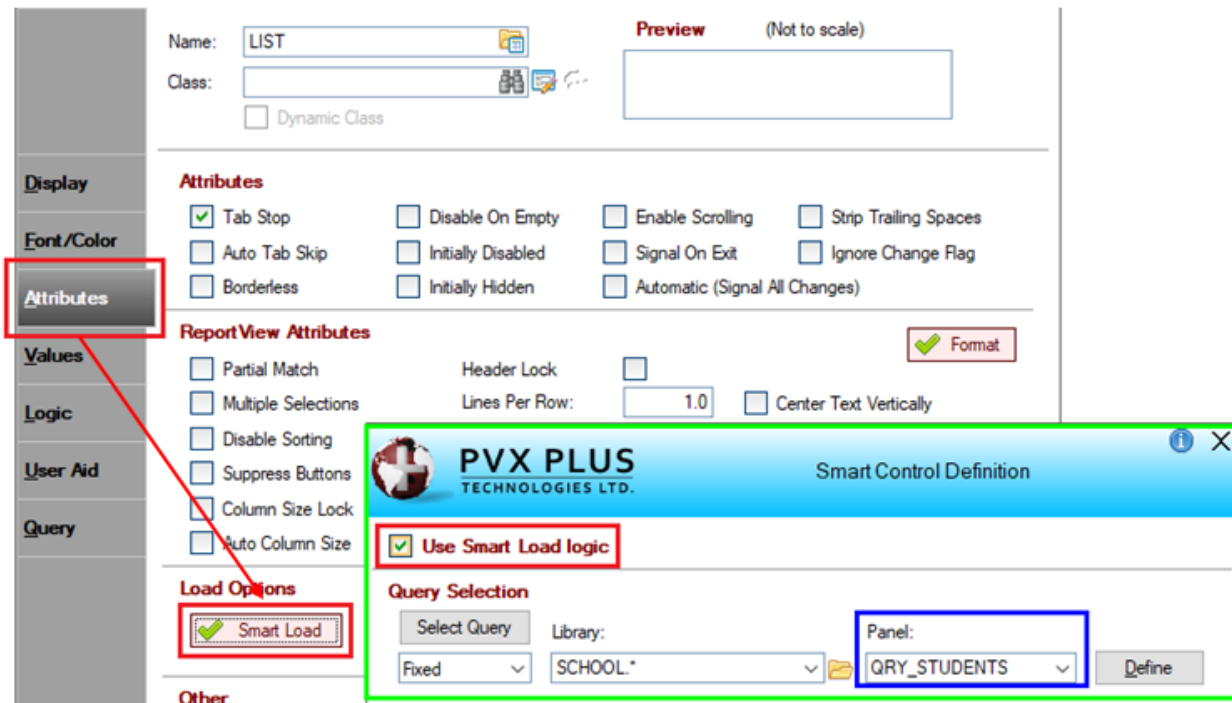 Name: LIST
Preview (Not to scale)
Class:
Dynamic Class
Display
Font/Color
Attributes
Values
Logic
User Aid
Query
Attributes
Tab Stop Disable On Empty Enable Scrolling Strip Trailing Spaces
Auto Tab Skip Initially Disabled Signal On Exit Ignore Change Flag
Borderless Initially Hidden Automatic (Signal All Changes)
ReportView Attributes
Format
Partial Match Header Lock
Multiple Selections Lines Per Row: 1.0 Center Text Vertically
Disable Sorting
Suppress Buttons
Column Size Lock
Auto Column Size
Load Options
Smart Load
Other
PVX PLUS
TECHNOLOGIES LTD.
Smart Control Definition
Use Smart Load logic
Query Selection
Select Query Library: Panel:
Fixed SCHOOL.* QRY_STUDENTS Define